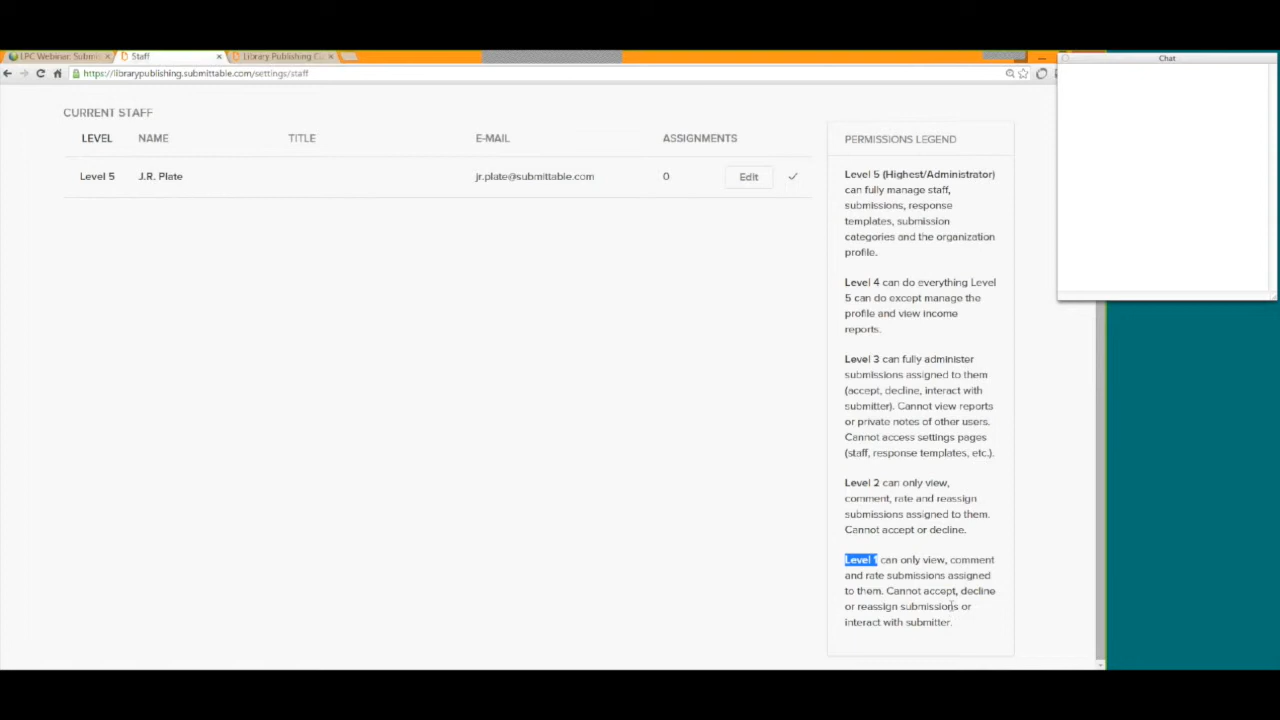 LPC Webinar: Submi
Staff
Library Publishing C
https://librarypublishing.submittable.com/settings/staff
Chat
CURRENT STAFF
LEVEL NAME TITLE E-MAIL ASSIGNMENTS
Level 5 J.R. Plate jr.plate@submittable.com 0 Edit
PERMISSIONS LEGEND
Level 5 (Highest/Administrator)
can fully manage staff,
submissions, response
templates, submission
categories and the organization
profile.
Level 4 can do everything Level
5 can do except manage the
profile and view income
reports.
Level 3 can fully administer
submissions assigned to them
(accept, decline, interact with
submitter). Cannot view reports
or private notes of other users.
Cannot access settings pages
(staff, response templates, etc.).
Level 2 can only view,
comment, rate and reassign
submissions assigned to them.
Cannot accept or decline.
Level 1 can only view, comment
and rate submissions assigned
to them. Cannot accept, decline
or reassign submissions or
interact with submitter.